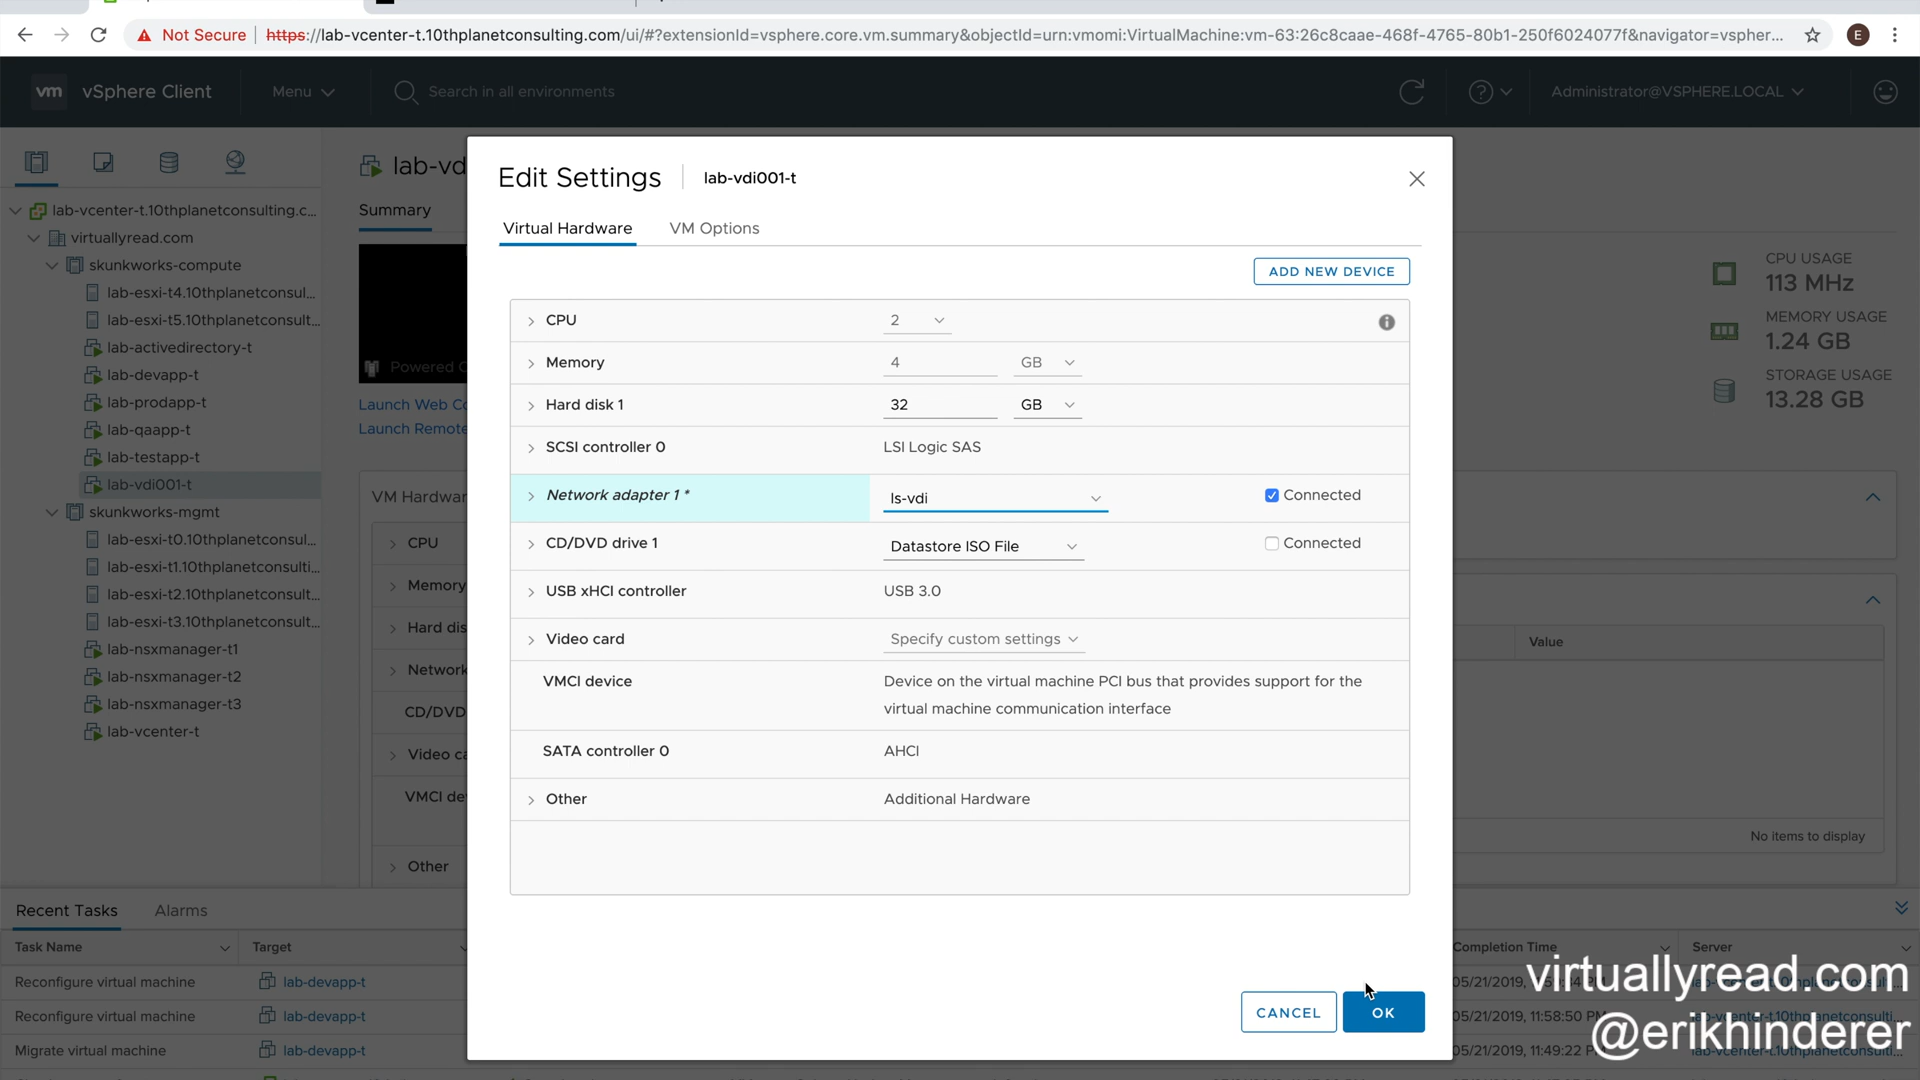 Not Secure
https://lab-vcenter-t.10thplanetconsulting.com/ui/#?extensionId=vsphere.core.vm.summary&objectId=urn:vmomi:VirtualMachine:vm-63:26c8caae-468f-4765-80b1-250f6024077f&navigator=vspher...
E
vm
vSphere Client
Menu
Search in all environments
Administrator@VSPHERE.LOCAL
lab-vcenter-t.10thplanetconsulting.c...
virtuallyread.com
skunkworks-compute
lab-esxi-t4.10thplanetconsul...
lab-esxi-t5.10thplanetconsult...
lab-activedirectory-t
lab-devapp-t
lab-prodapp-t
lab-qaapp-t
lab-testapp-t
lab-vdi001-t
skunkworks-mgmt
lab-esxi-t0.10thplanetconsul...
lab-esxi-t1.10thplanetconsulti...
lab-esxi-t2.10thplanetconsult...
lab-esxi-t3.10thplanetconsult...
lab-nsxmanager-t1
lab-nsxmanager-t2
lab-nsxmanager-t3
lab-vcenter-t
lab-vd
Summary
Powered
Launch Web Co
Launch Remote
VM Hardwar
CPU
Memory
Hard dis
Network
CD/DVD
Video ca
VMCI de
Other
Edit Settings
lab-vdi001-t
Virtual Hardware
VM Options
ADD NEW DEVICE
CPU 2
Memory 4 GB
Hard disk 1 32 GB
SCSI controller 0 LSI Logic SAS
Network adapter 1 * ls-vdi Connected
CD/DVD drive 1 Datastore ISO File Connected
USB xHCI controller USB 3.0
Video card Specify custom settings
VMCI device Device on the virtual machine PCI bus that provides support for the
virtual machine communication interface
SATA controller 0 AHCI
Other Additional Hardware
CANCEL
OK
CPU USAGE
113 MHz
MEMORY USAGE
1.24 GB
STORAGE USAGE
13.28 GB
Value
No items to display
Recent Tasks
Alarms
Task Name Target Completion Time Server
Reconfigure virtual machine lab-devapp-t 05/21/2019,
Reconfigure virtual machine lab-devapp-t 05/21/2019, 11:58:50
Migrate virtual machine lab-devapp-t 05/21/2019, 11:49:22
virtuallyread.com
@erikhinderer